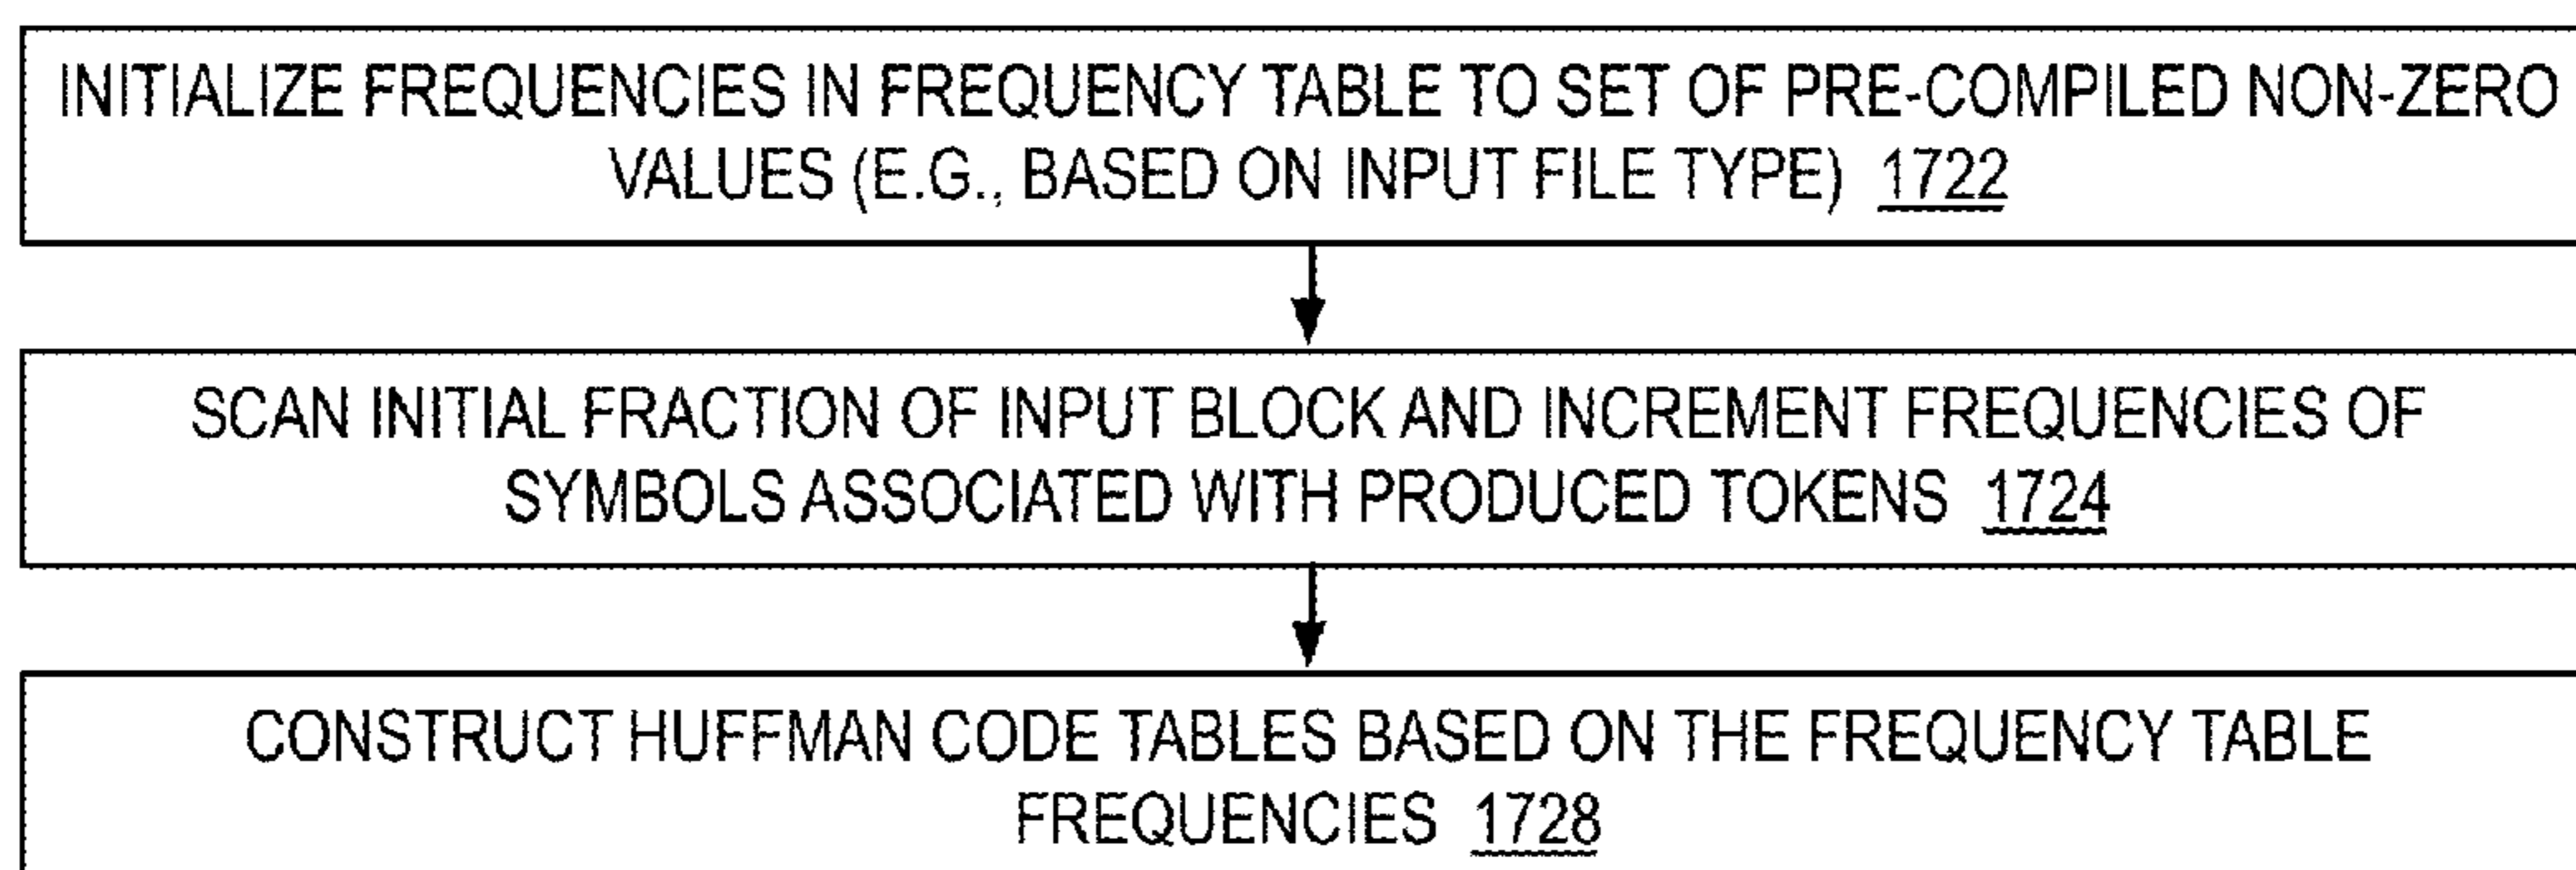 INITIALIZE FREQUENCIES IN FREQUENCY TABLE TO SET OF PRE-COMPILED NON-ZERO
VALUES (E.G., BASED ON INPUT FILE TYPE) 1722
SCAN INITIAL FRACTION OF INPUT BLOCK AND INCREMENT FREQUENCIES OF
SYMBOLS ASSOCIATED WITH PRODUCED TOKENS 1724
CONSTRUCT HUFFMAN CODE TABLES BASED ON THE FREQUENCY TABLE
FREQUENCIES 1728